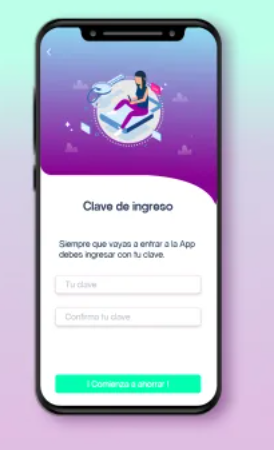 Clave de ingreso
Siempre que vayas a entrar a la App
debes ingresar con tu clave.
Tu clave
Confirma tu clave
¡ Comienza a ahorrar !